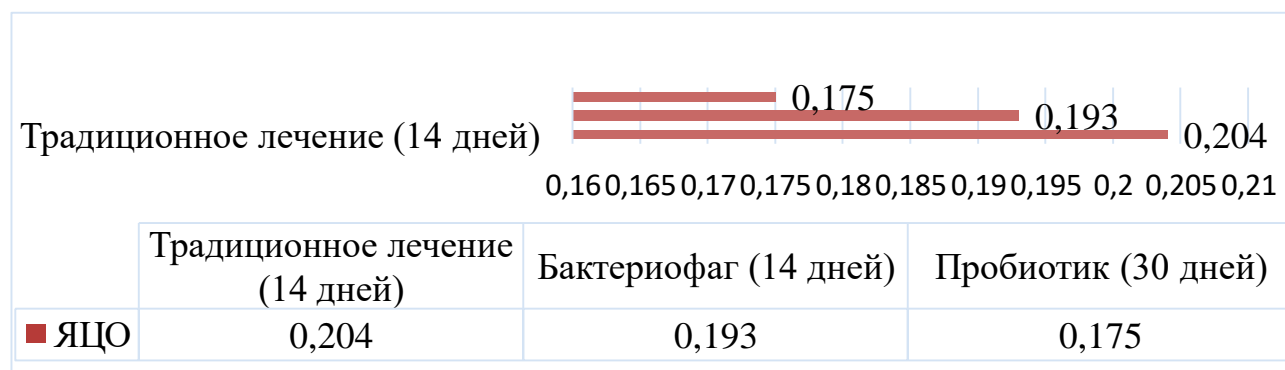 0,175
0,193
Традиционное лечение (14 дней)
0,204
0,16 0,165 0,17 0,175 0,18 0,185 0,19 0,195 0,2 0,205 0,21
Традиционное лечение
(14 дней)
Бактериофаг (14 дней)
Пробиотик (30 дней)
ЯЦО 0,204 0,193 0,175